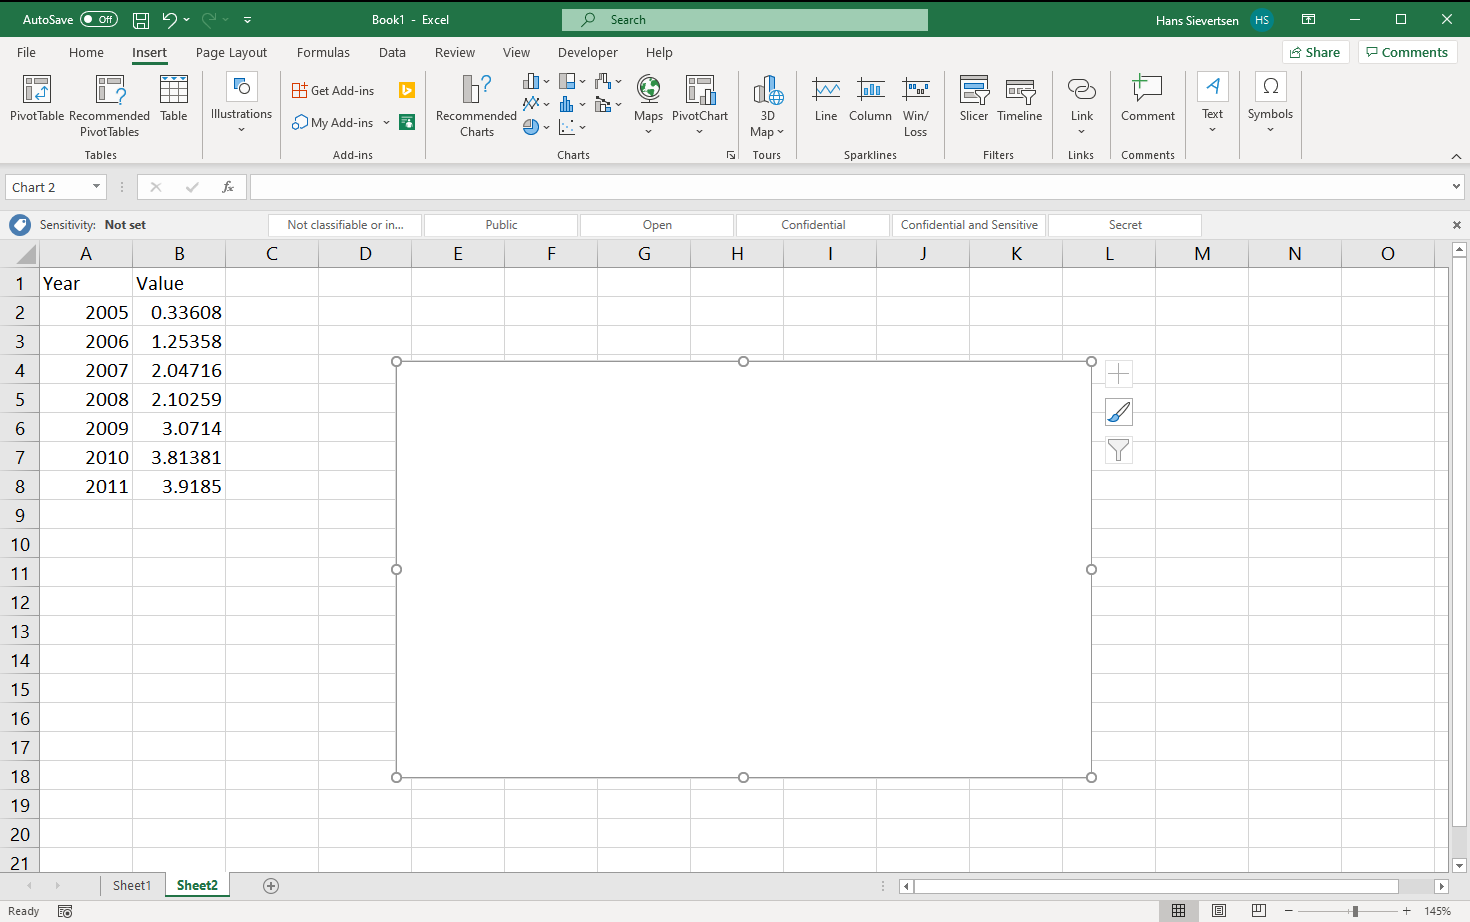 AutoSave Off Book1 - Excel Search Hans Sievertsen HS
File Home Insert Page Layout Formulas Data Review View Developer Help Share Comments
PivotTable Recommended PivotTables Table
Tables
Illustrations
Get Add-ins
My Add-ins
Add-ins
Recommended Charts
Maps PivotChart
Charts
3D Map
Tours
Line Column Win/Loss
Sparklines
Slicer Timeline
Filters
Link
Links
Comment
Comments
Text
Symbols
Chart 2 fx
Sensitivity: Not set Not classifiable or in... Public Open Confidential Confidential and Sensitive Secret
A B C D E F G H I J K L M N O
1 Year Value
2 2005 0.33608
3 2006 1.25358
4 2007 2.04716
5 2008 2.10259
6 2009 3.0714
7 2010 3.81381
8 2011 3.9185
9
10
11
12
13
14
15
16
17
18
19
20
21
Sheet1 Sheet2
Ready 145%